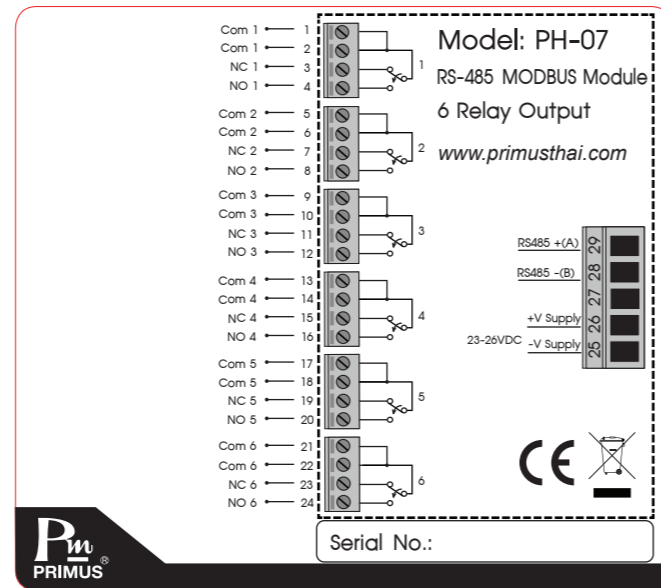 Com 1 1
Com 1 2
NC 1 3
NO 1 4
1
Com 2 5
Com 2 6
NC 2 7
NO 2 8
2
Com 3 9
Com 3 10
NC 3 11
NO 3 12
3
Com 4 13
Com 4 14
NC 4 15
NO 4 16
4
Com 5 17
Com 5 18
NC 5 19
NO 5 20
5
Com 6 21
Com 6 22
NC 6 23
NO 6 24
6
Model: PH-07
RS-485 MODBUS Module
6 Relay Output
www.primusthai.com
RS485 +(A) 29
RS485 -(B) 28
27
+V Supply 26
23-26VDC
-V Supply 25
CE
Serial No.:
Pm
PRIMUS®